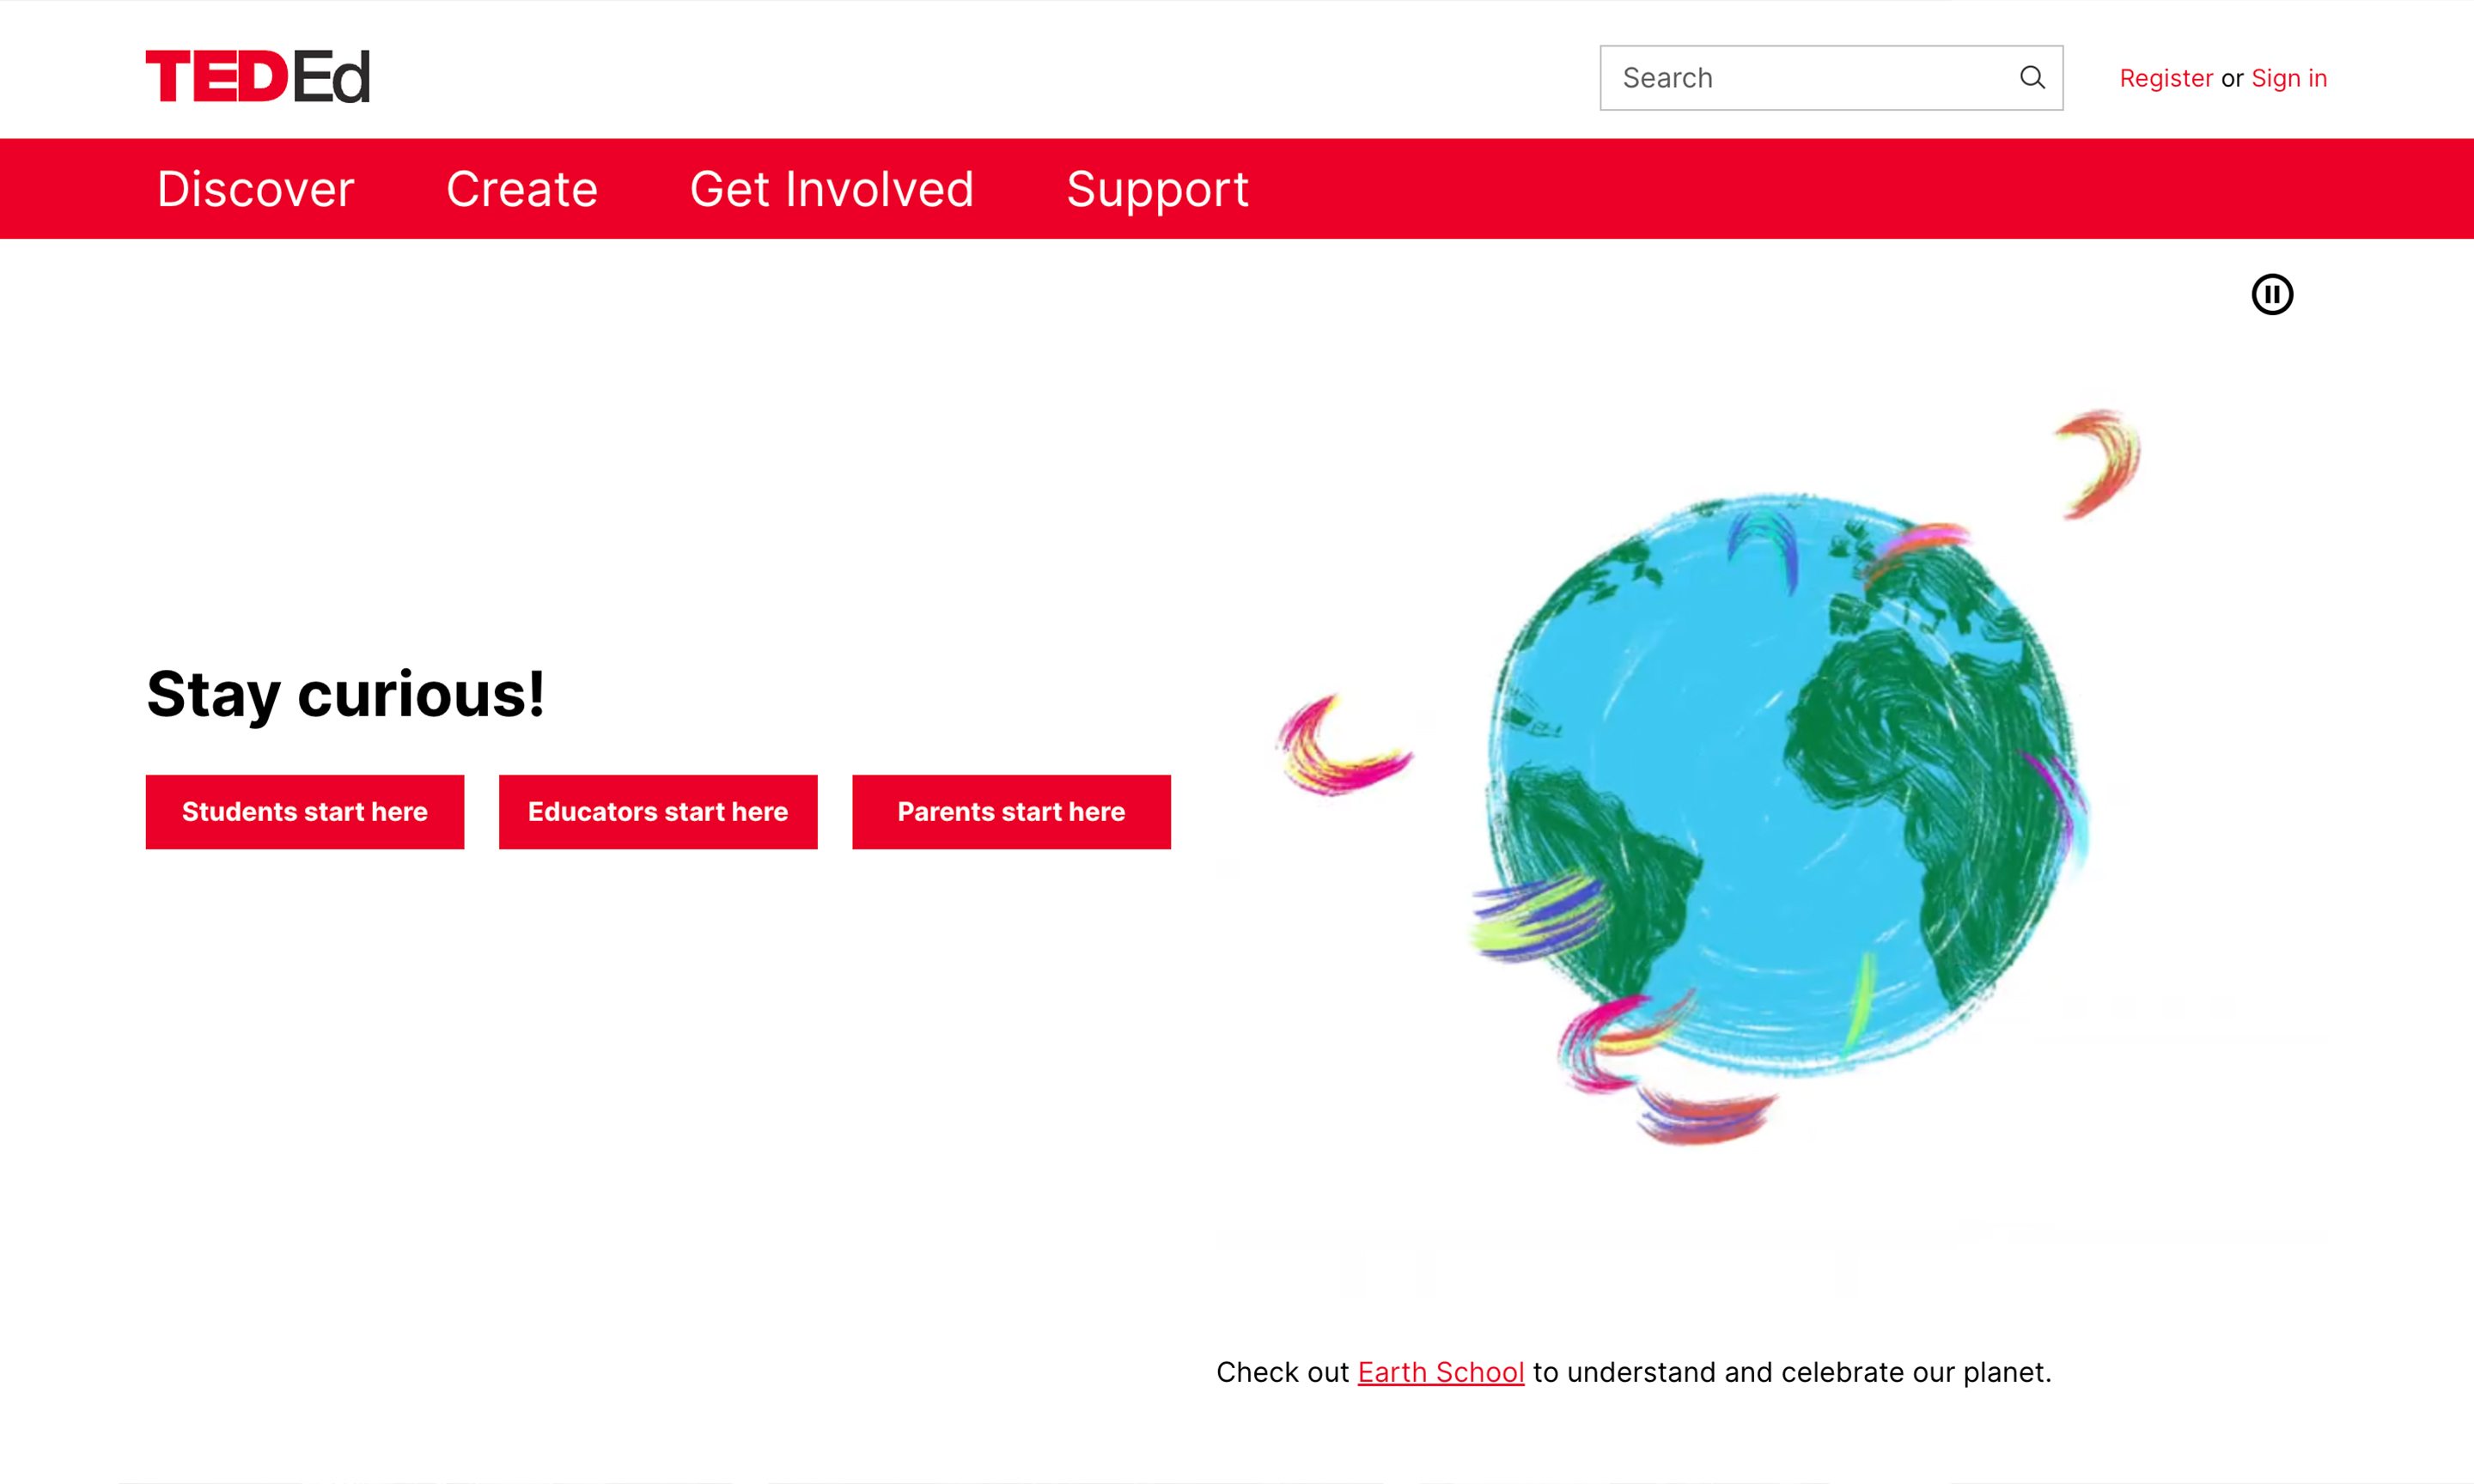 TEDEd
Search
Register or Sign in
Discover
Create
Get Involved
Support
Stay curious!
Students start here
Educators start here
Parents start here
Check out Earth School to understand and celebrate our planet.